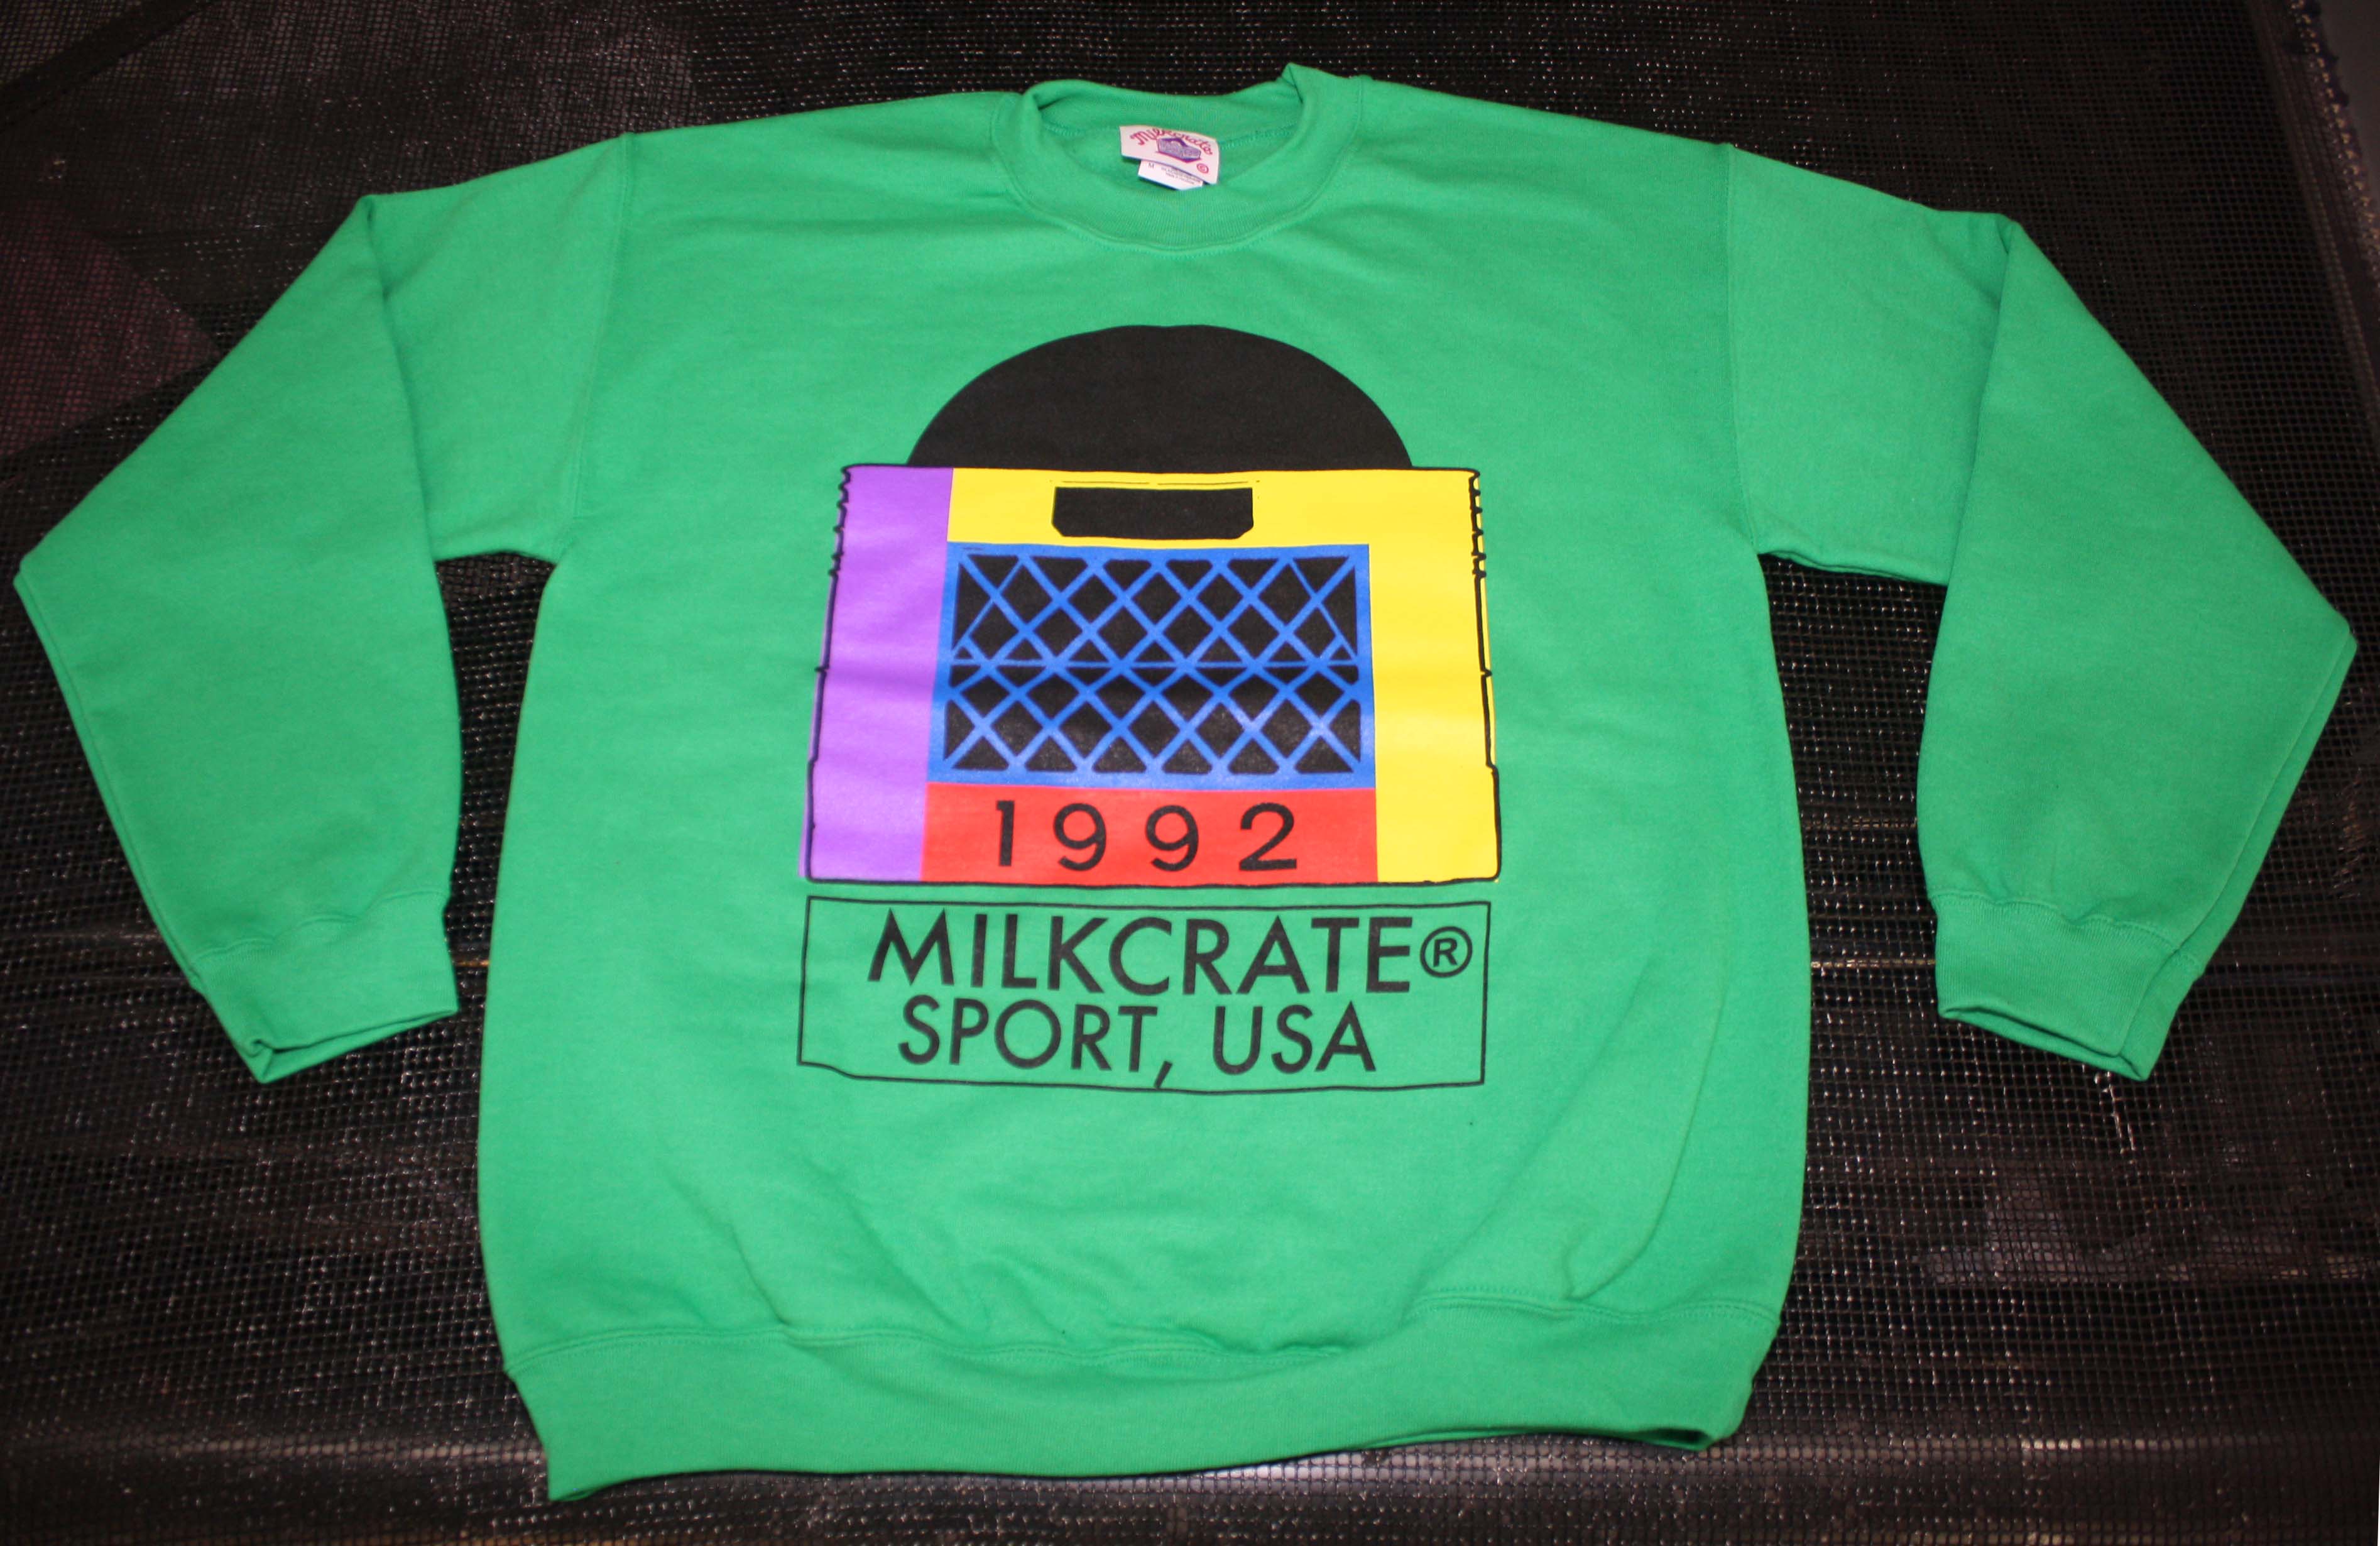 Milkcrate
©
M
1992
MILKCRATE®
SPORT, USA